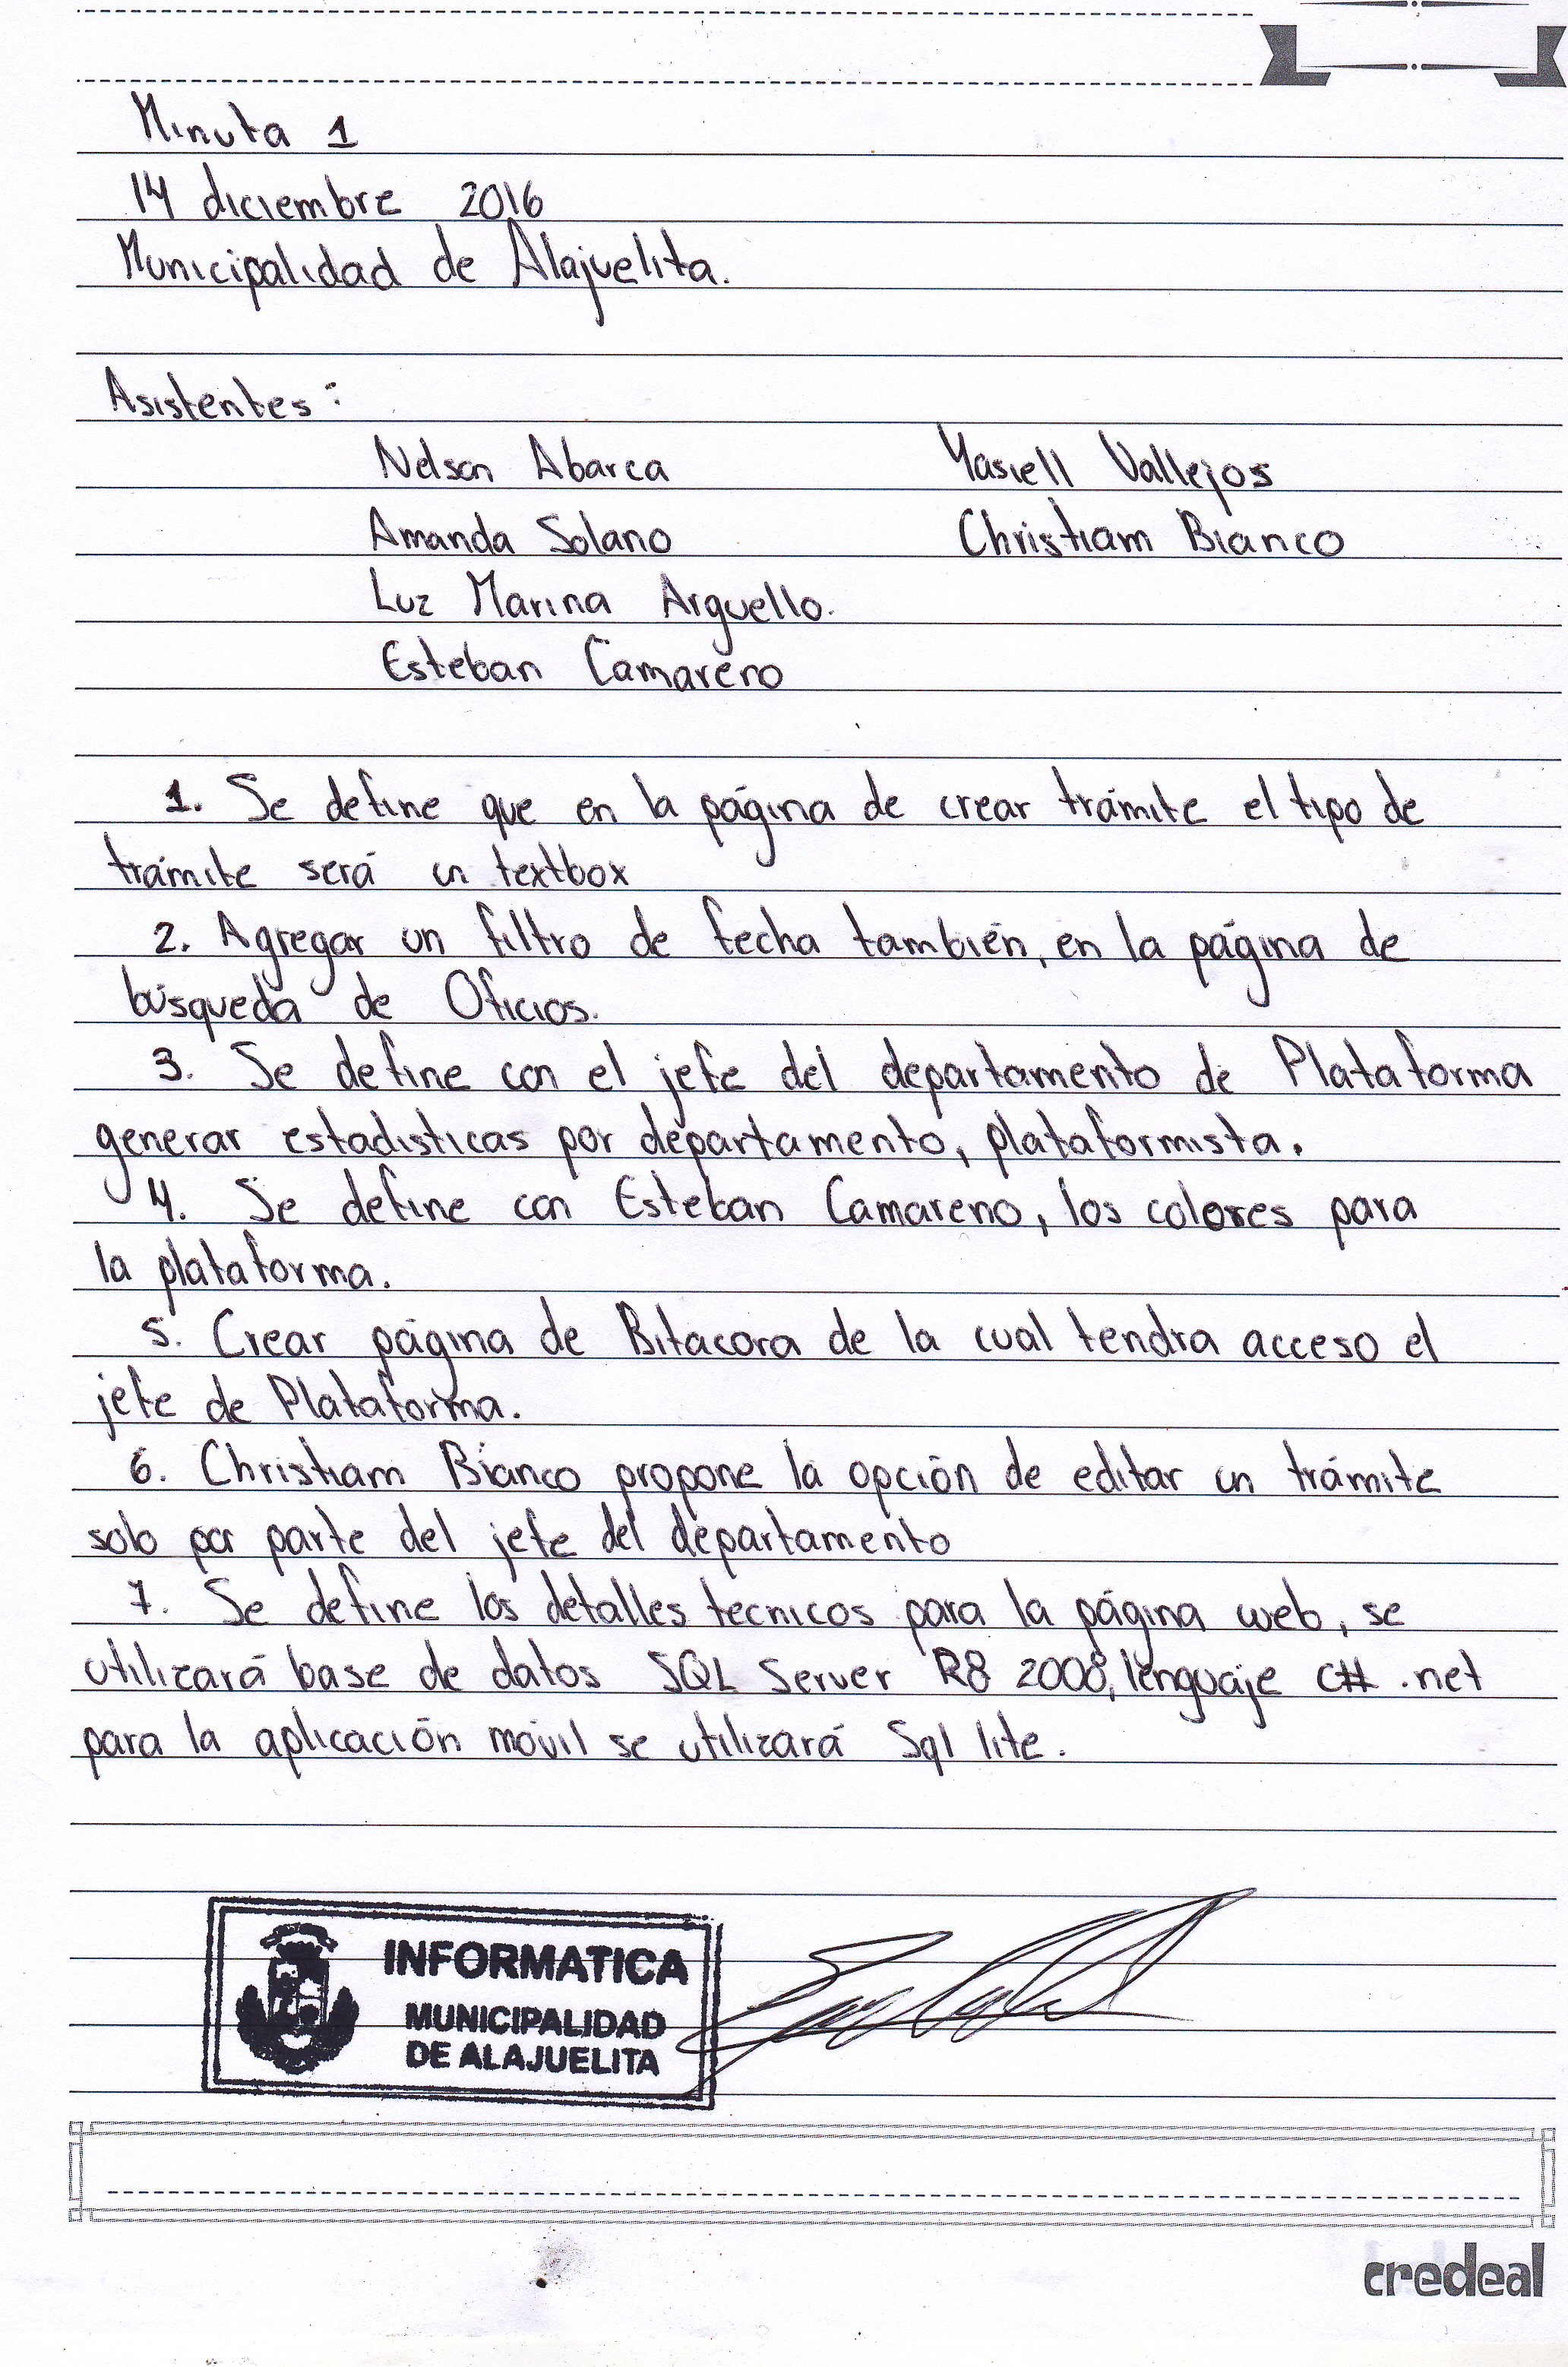 Minuta 1
14 diciembre 2016
Municipalidad de Alajuelita.
Asistentes:
Nelson Abarca Yasiell Vallejos
Amanda Solano Christiam Bianco
Luz Marina Arguello.
Esteban Camareno
1. Se define que en la página de crear trámite el tipo de
trámite será un textbox
2. Agregar un filtro de fecha también, en la página de
búsqueda de Oficios.
3. Se define con el jefe del departamento de Plataforma
generar estadisticas por departamento, plataformista.
4. Se define con Esteban Camareno, los colores para
la plataforma.
5. Crear página de Bitacora de la cual tendra acceso el
jefe de Plataforma.
6. Christiam Bianco propone la opción de editar un trámite
solo por parte del jefe del departamento
7. Se define los detalles tecnicos para la página web, se
utilizará base de datos SQL Server R8 2008, lenguaje c# .net
para la aplicación móvil se utilizará Sql lite.
INFORMATICA
MUNICIPALIDAD
DE ALAJUELITA
credeal